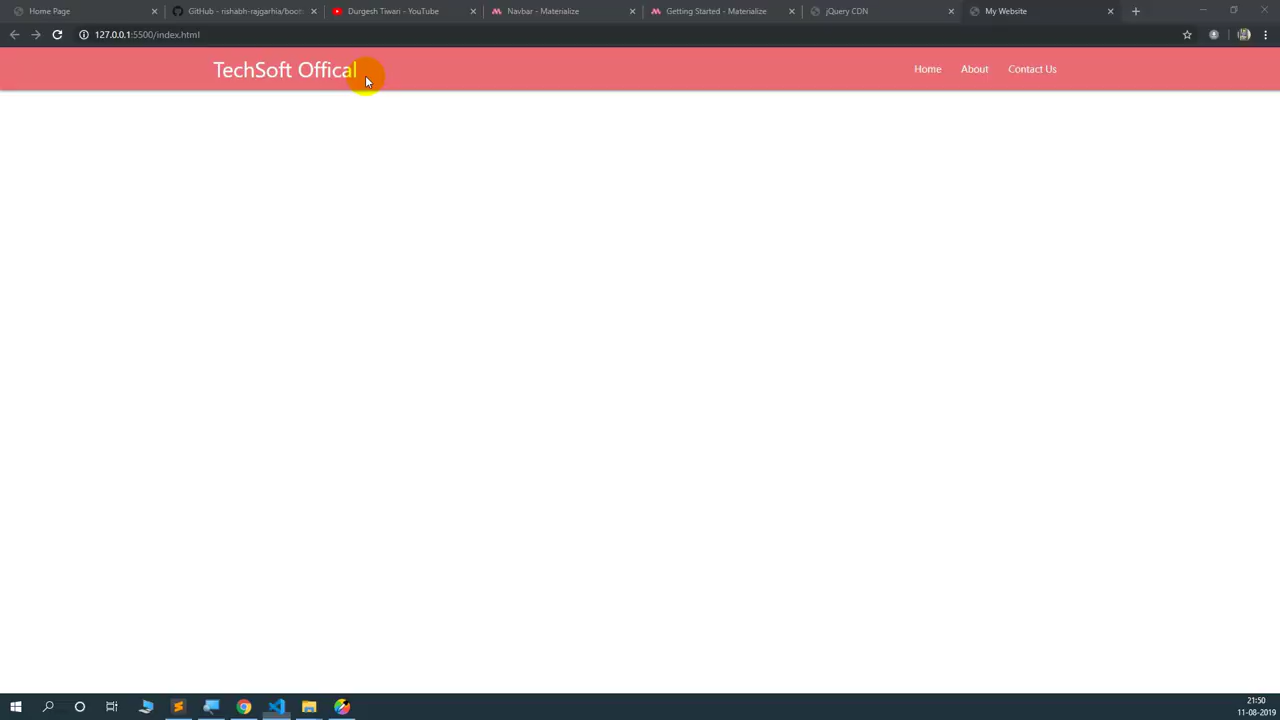 Home Page
GitHub - rishabh-rajgarhia/boots
Durgesh Tiwari - YouTube
Navbar - Materialize
Getting Started - Materialize
jQuery CDN
My Website
127.0.0.1:5500/index.html
TechSoft Offical
Home
About
Contact Us
21:50
11-08-2019